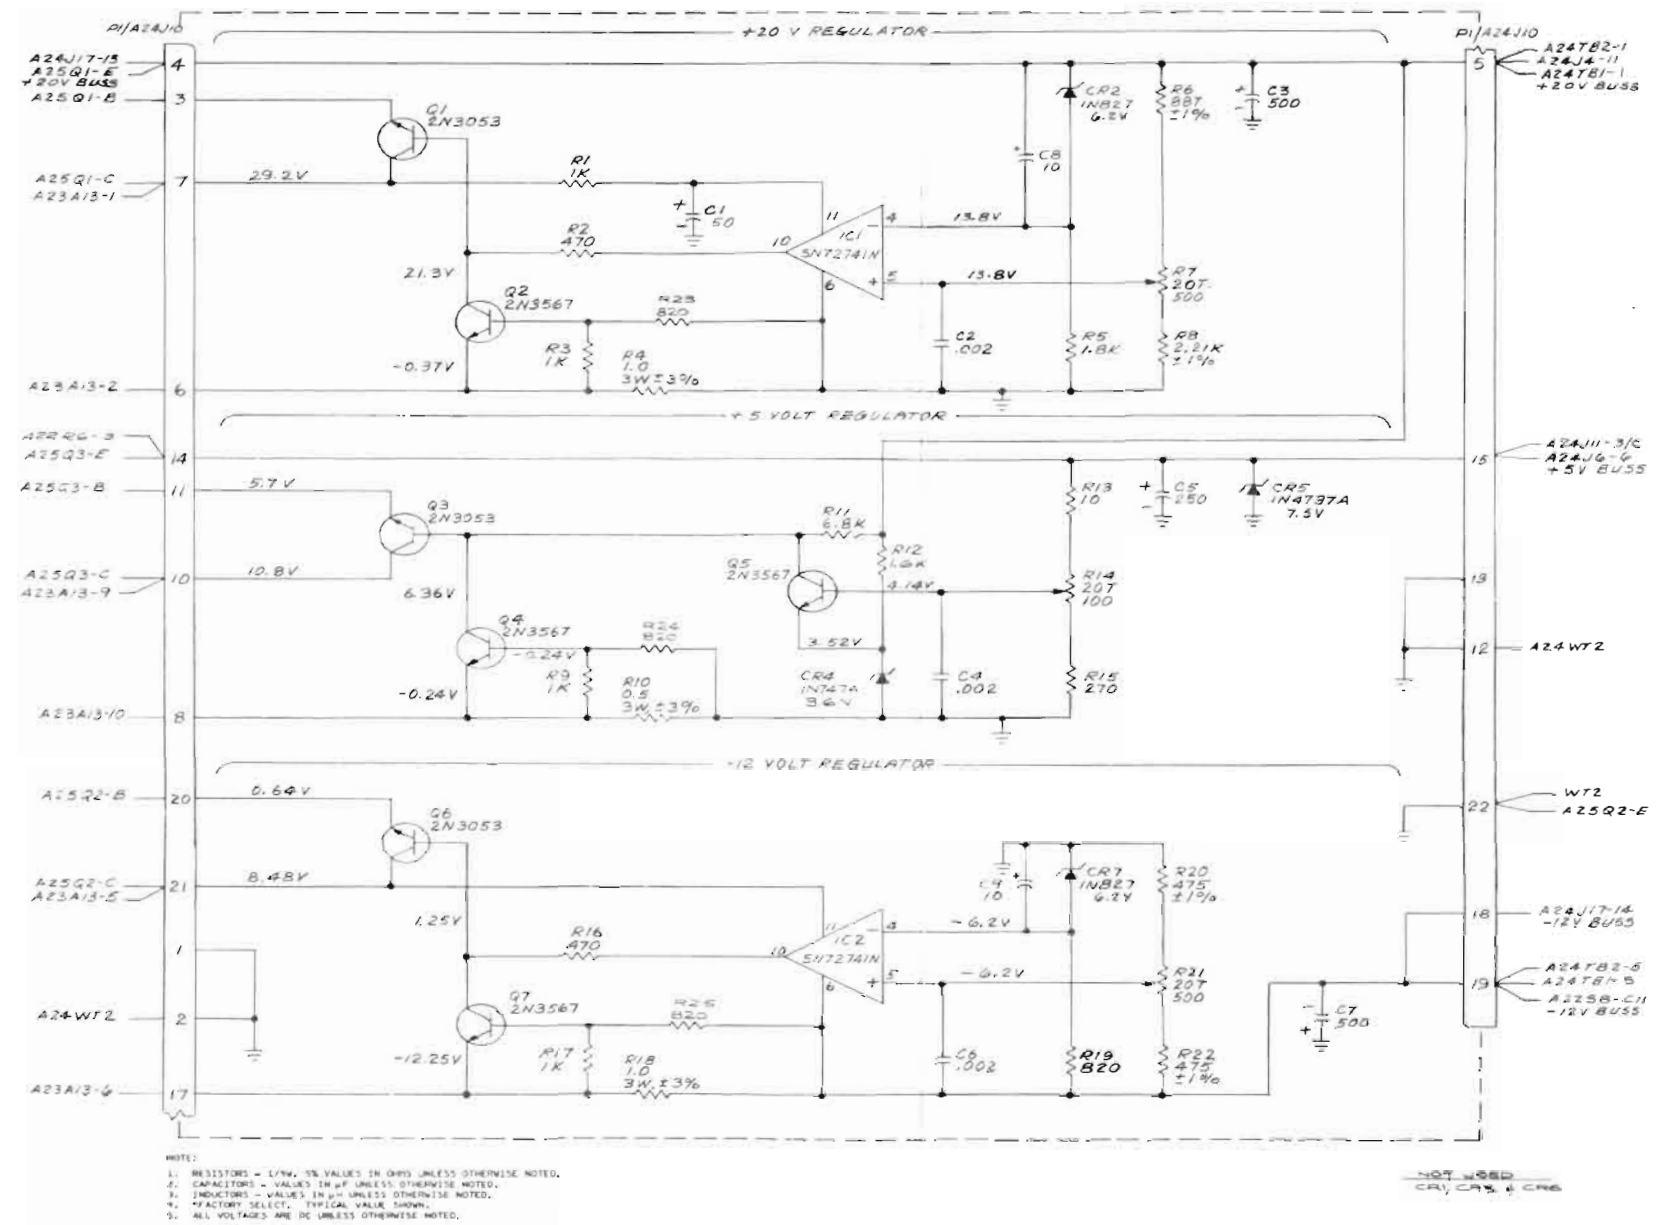 P1/A24J10
+20 V REGULATOR
P1/A24J10
A24J17-13
A25Q1-E
+20V BUSS
A25Q1-B
4
3
Q1
2N3053
A25Q1-C
A23A13-1
7
29.2V
R1
1K
+
C1
50
-
R2
470
21.3V
Q2
2N3567
R23
820
R3
1K
R4
1.0
3W ±3%
-0.37V
A23A13-2
6
10
11
IC1
SN72741N
6
4
-
5
+
13.8V
13.8V
C2
.002
+
C8
10
CR2
1N827
6.2V
R6
887
±1%
+
C3
500
-
R7
20T
500
R5
1.8K
R8
2.21K
±1%
5
A24TB2-1
A24J4-11
A24TB1-1
+20V BUSS
+5 VOLT REGULATOR
A25Q3-E
14
A25Q3-B
11
5.7V
Q3
2N3053
A25Q3-C
A23A13-9
10
10.8V
6.36V
Q4
2N3567
-0.24V
-0.24V
R24
820
R9
1K
R10
0.5
3W ±3%
A23A13-10
8
R11
6.8K
R12
1.6K
Q5
2N3567
4.14V
3.52V
CR4
1N747A
3.6V
C4
.002
R13
10
R14
20T
100
R15
270
+
C5
250
-
CR5
1N4737A
7.5V
15
A24J11-3/C
A24J6-6
+5V BUSS
13
12
A24WT2
-12 VOLT REGULATOR
A25Q2-B
20
0.64V
Q6
2N3053
A25Q2-C
A23A13-5
21
8.48V
1.25V
R16
470
1
A24WT2
2
Q7
2N3567
R25
820
-12.25V
R17
1K
R18
1.0
3W ±3%
A23A13-6
17
10
11
IC2
SN72741N
6
4
-
5
+
-6.2V
-6.2V
C6
.002
+
C9
10
CR7
1N827
6.2V
R20
475
±1%
R21
20T
500
R19
820
R22
475
±1%
-
C7
500
+
22
WT2
A25Q2-E
18
A24J17-14
-12V BUSS
19
A24TB2-5
A24TB1-5
-12V BUSS
NOTE:
1. RESISTORS - 1/4W, 5% VALUES IN OHMS UNLESS OTHERWISE NOTED.
2. CAPACITORS - VALUES IN µF UNLESS OTHERWISE NOTED.
3. INDUCTORS - VALUES IN µH UNLESS OTHERWISE NOTED.
4. *FACTORY SELECT, TYPICAL VALUE SHOWN.
5. ALL VOLTAGES ARE DC UNLESS OTHERWISE NOTED.
NOT USED
CR1, CR3, & CR6